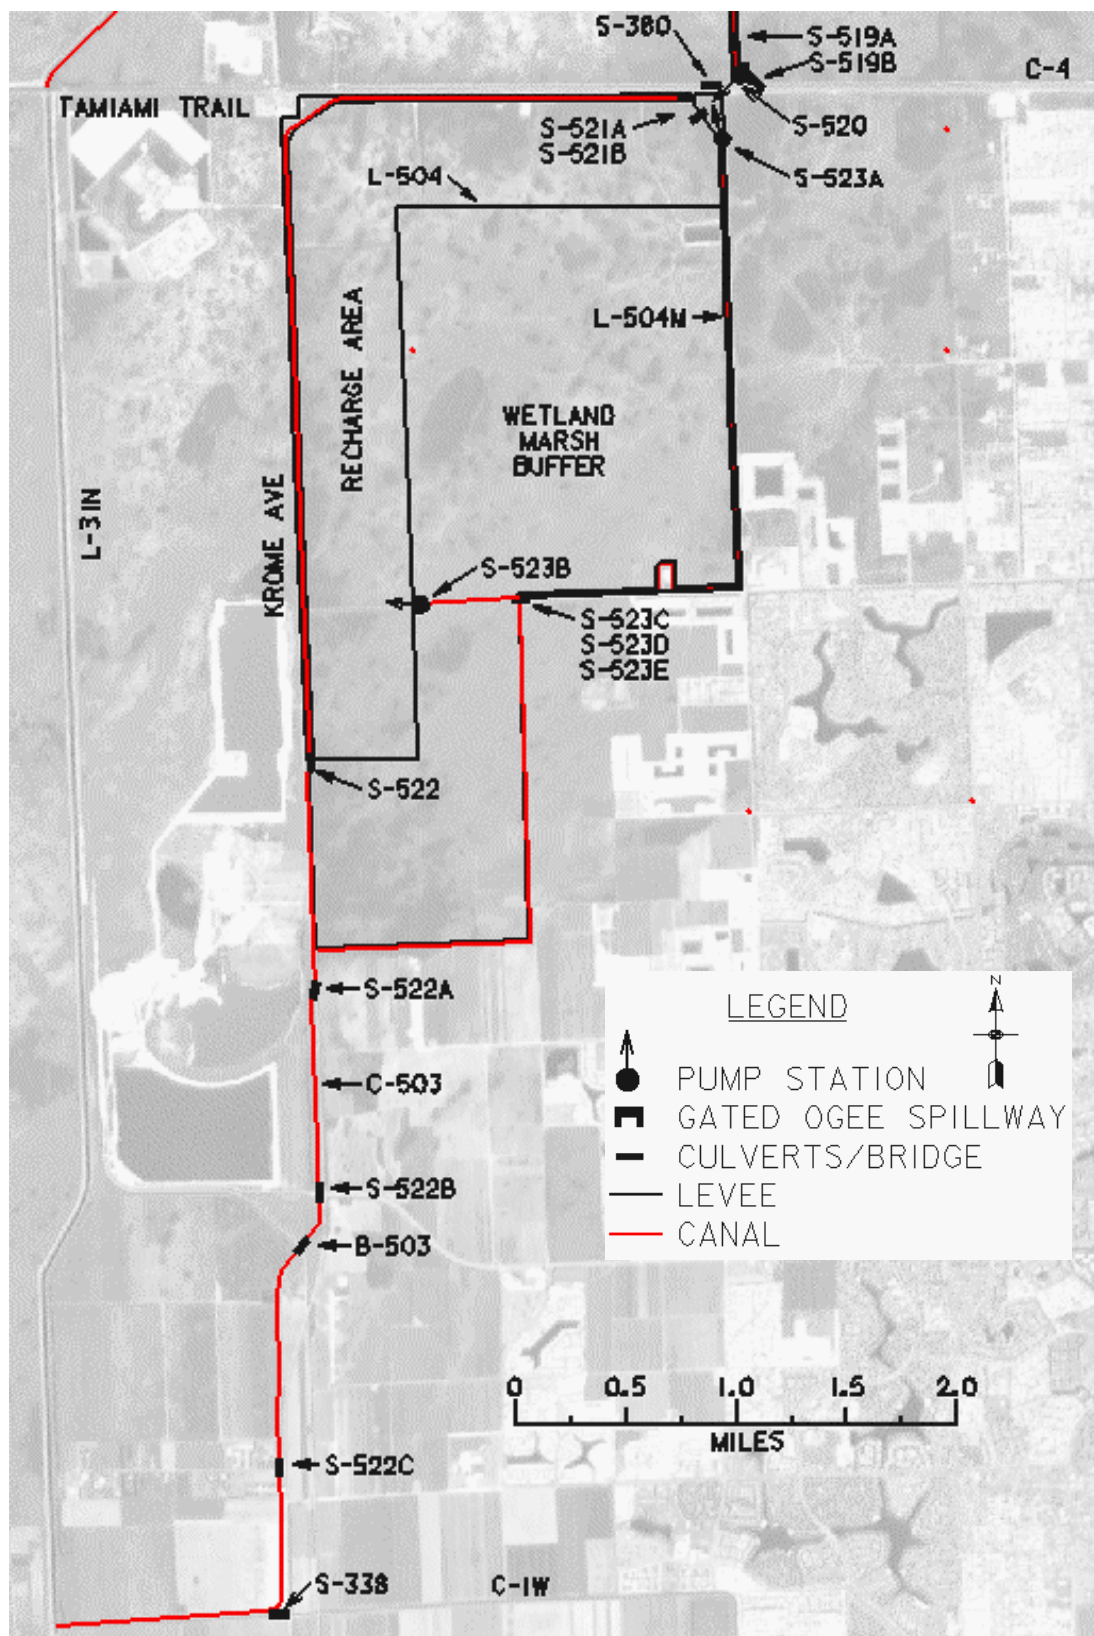 S-380
S-519A
S-519B
C-4
TAMIAMI TRAIL
S-521A
S-521B
S-520
S-523A
L-504
L-504M
RECHARGE AREA
WETLAND
MARSH
BUFFER
L-31N
KROME AVE
S-523B
S-523C
S-523D
S-523E
S-522
S-522A
C-503
S-522B
B-503
LEGEND
N
PUMP STATION
GATED OGEE SPILLWAY
CULVERTS/BRIDGE
LEVEE
CANAL
0 0.5 1.0 1.5 2.0
MILES
S-522C
S-338
C-1W